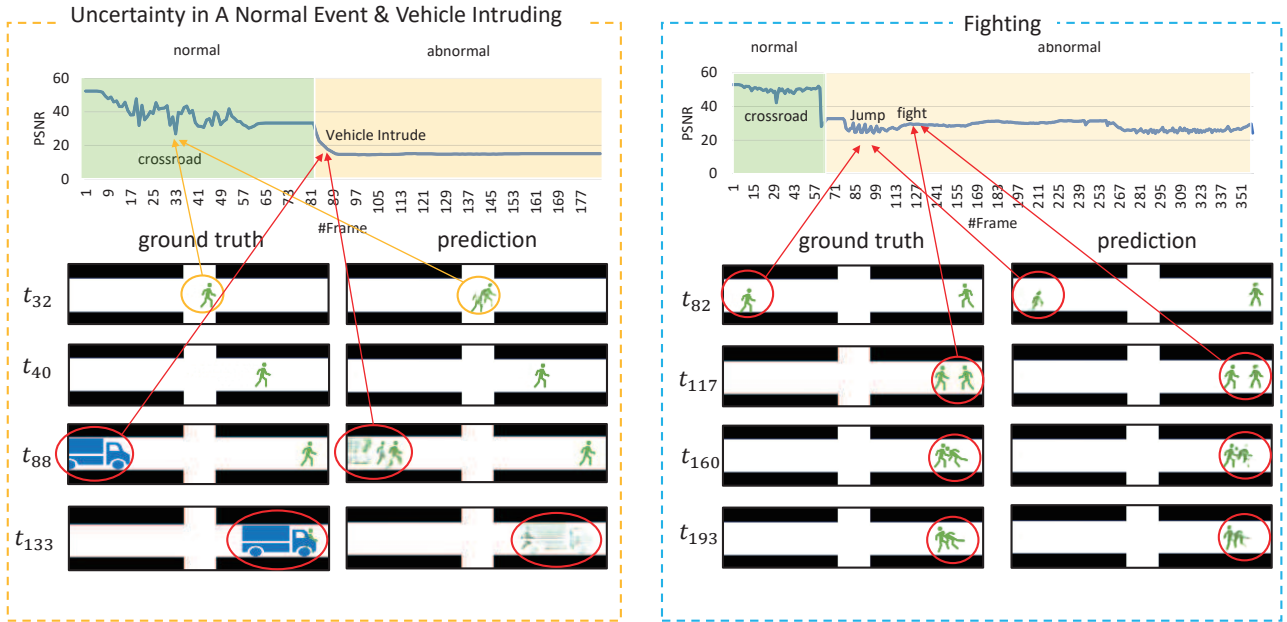 Uncertainty in A Normal Event & Vehicle Intruding
normal
abnormal
60
40
20
0
PSNR
crossroad
Vehicle Intrude
1 9 17 25 33 41 49 57 65 73 81 89 97 105 113 121 129 137 145 153 161 169 177
#Frame
ground truth
prediction
t32
t40
t88
t133
Fighting
normal
abnormal
60
40
20
0
PSNR
crossroad
Jump
fight
1 15 29 43 57 71 85 99 113 127 141 155 169 183 197 211 225 239 253 267 281 295 309 323 337 351
#Frame
ground truth
prediction
t82
t117
t160
t193